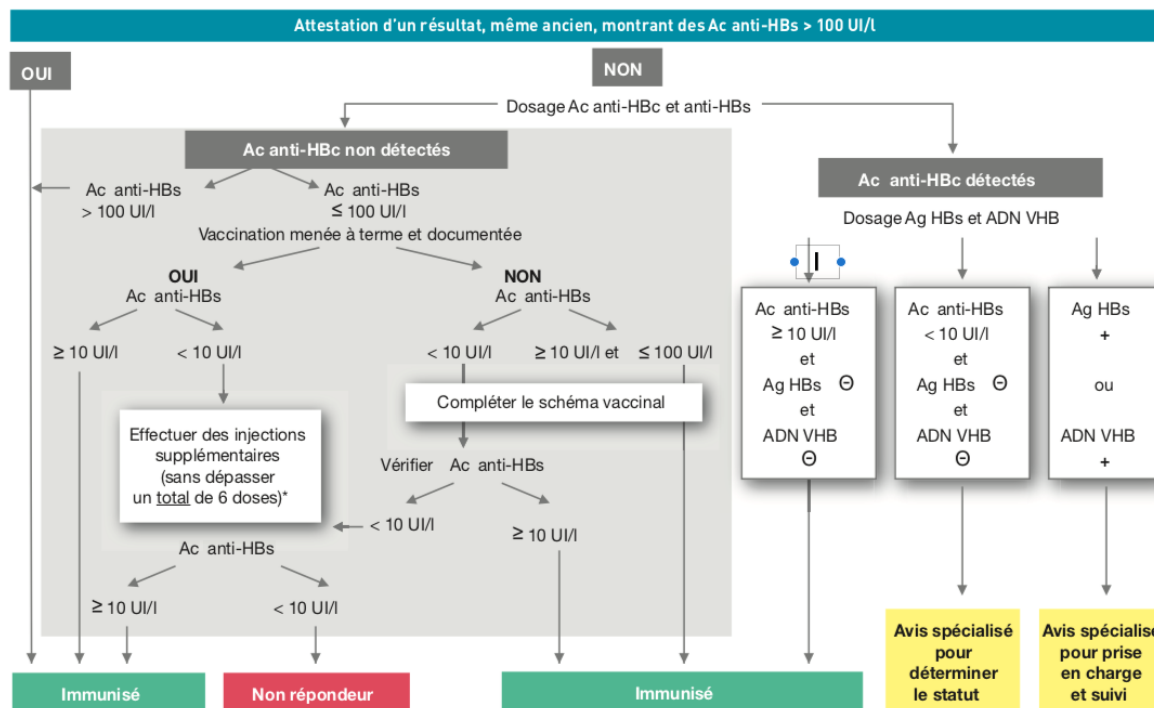 Attestation d'un résultat, même ancien, montrant des Ac anti-HBs > 100 UI/l
OUI
NON
Dosage Ac anti-HBc et anti-HBs
Ac anti-HBc non détectés
Ac anti-HBs
> 100 UI/l
Ac anti-HBs
≤ 100 UI/l
Vaccination menée à terme et documentée
OUI
Ac anti-HBs
NON
Ac anti-HBs
≥ 10 UI/l
< 10 UI/l
< 10 UI/l
≥ 10 UI/l et
≤ 100 UI/l
Effectuer des injections
supplémentaires
(sans dépasser
un total de 6 doses)*
Compléter le schéma vaccinal
Vérifier Ac anti-HBs
< 10 UI/l
≥ 10 UI/l
Ac anti-HBs
≥ 10 UI/l
< 10 UI/l
Ac anti-HBc détectés
Dosage Ag HBs et ADN VHB
Ac anti-HBs
≥ 10 UI/l
et
Ag HBs ⊖
et
ADN VHB
⊖
Ac anti-HBs
< 10 UI/l
et
Ag HBs ⊖
et
ADN VHB
⊖
Ag HBs
+
ou
ADN VHB
+
Immunisé
Non répondeur
Immunisé
Avis spécialisé
pour
déterminer
le statut
Avis spécialisé
pour prise
en charge
et suivi